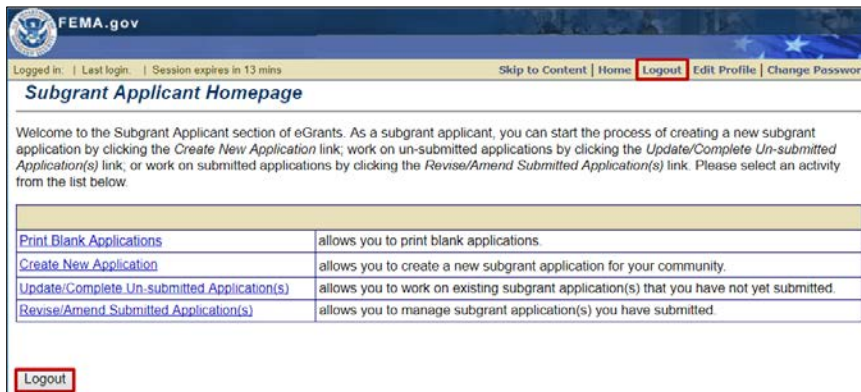 FEMA.gov
Logged in: | Last login: | Session expires in 13 mins
Skip to Content | Home | Logout | Edit Profile | Change Passwor
Subgrant Applicant Homepage
Welcome to the Subgrant Applicant section of eGrants. As a subgrant applicant, you can start the process of creating a new subgrant
application by clicking the Create New Application link; work on un-submitted applications by clicking the Update/Complete Un-submitted
Application(s) link; or work on submitted applications by clicking the Revise/Amend Submitted Application(s) link. Please select an activity
from the list below.
Print Blank Applications allows you to print blank applications.
Create New Application allows you to create a new subgrant application for your community.
Update/Complete Un-submitted Application(s) allows you to work on existing subgrant application(s) that you have not yet submitted.
Revise/Amend Submitted Application(s) allows you to manage subgrant application(s) you have submitted.
Logout